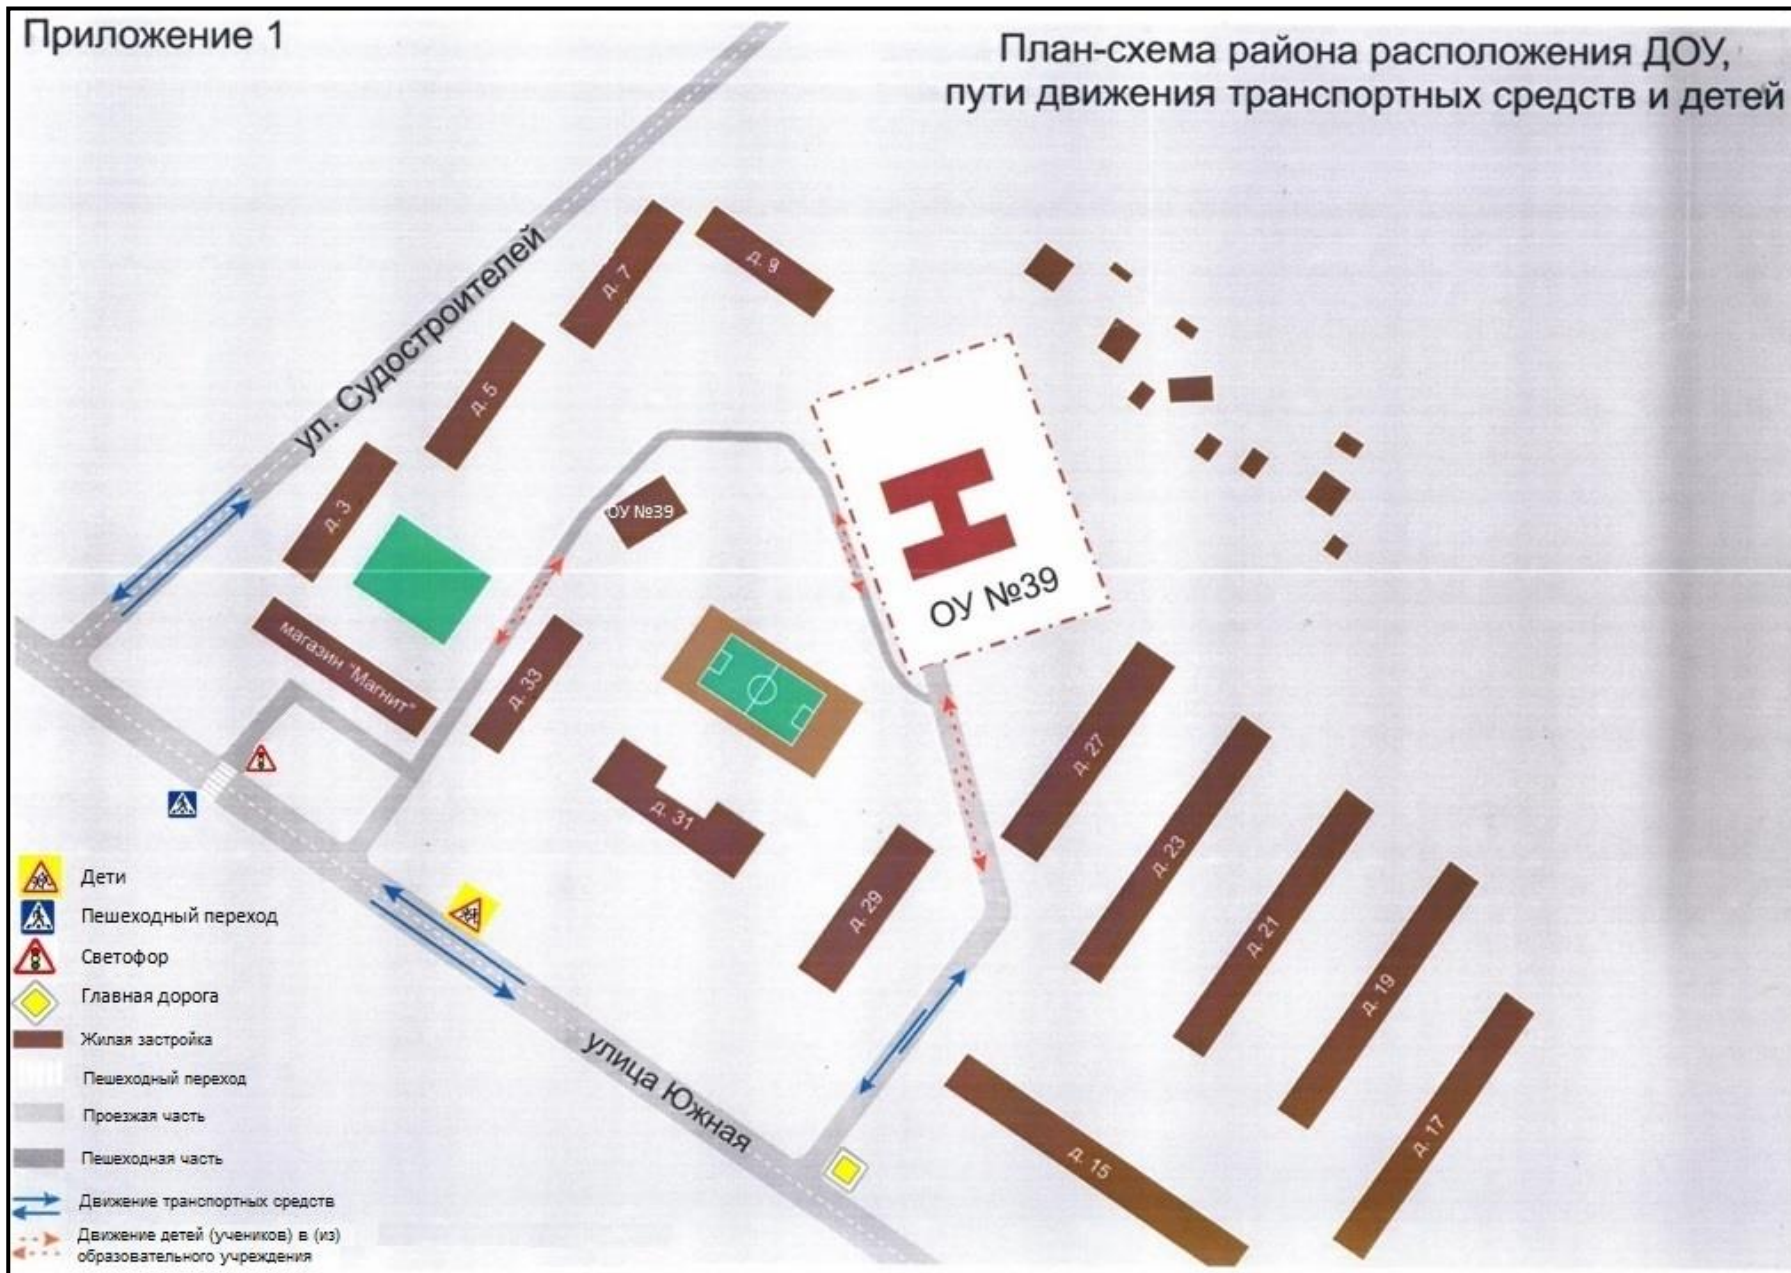 Приложение 1
План-схема района расположения ДОУ,
пути движения транспортных средств и детей
ул. Судостроителей
д. 7
д. 9
д. 5
д. 3
ОУ №39
ОУ №39
магазин "Магнит"
д. 33
д. 31
д. 29
д. 27
д. 23
д. 21
д. 19
д. 17
д. 15
улица Южная
Дети
Пешеходный переход
Светофор
Главная дорога
Жилая застройка
Пешеходный переход
Проезжая часть
Пешеходная часть
Движение транспортных средств
Движение детей (учеников) в (из)
образовательного учреждения